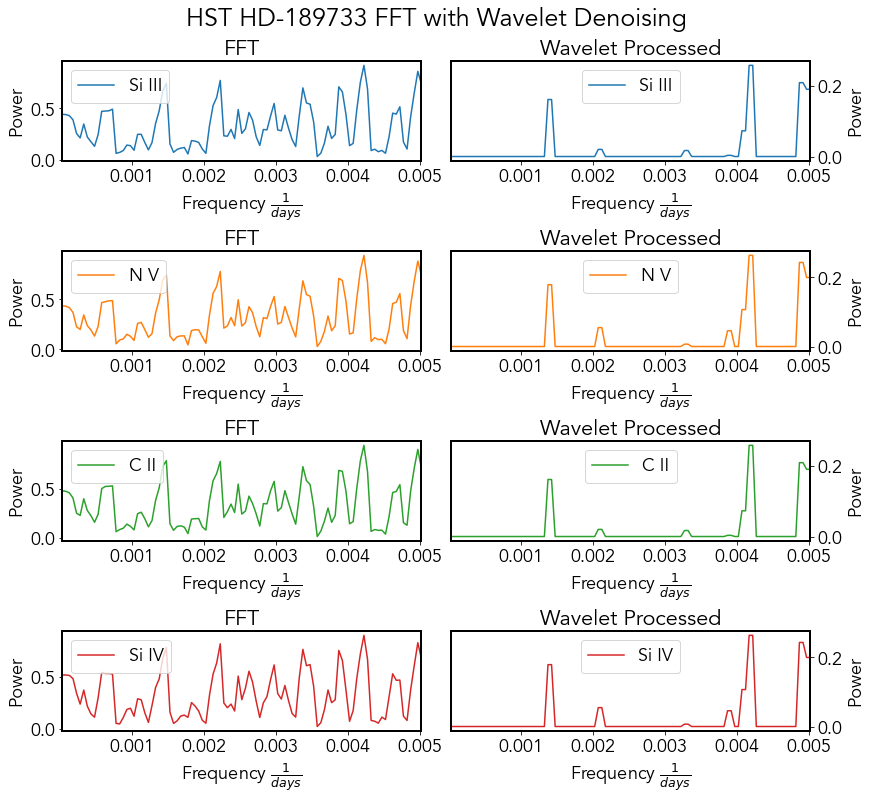 HST HD-189733 FFT with Wavelet Denoising
FFT
Wavelet Processed
Si III
Si III
Power
0.5
0.0
0.2
0.0
Power
0.001 0.002 0.003 0.004 0.005
0.001 0.002 0.003 0.004 0.005
Frequency 1/days
Frequency 1/days
FFT
Wavelet Processed
N V
N V
Power
0.5
0.0
0.2
0.0
Power
0.001 0.002 0.003 0.004 0.005
0.001 0.002 0.003 0.004 0.005
Frequency 1/days
Frequency 1/days
FFT
Wavelet Processed
C II
C II
Power
0.5
0.0
0.2
0.0
Power
0.001 0.002 0.003 0.004 0.005
0.001 0.002 0.003 0.004 0.005
Frequency 1/days
Frequency 1/days
FFT
Wavelet Processed
Si IV
Si IV
Power
0.5
0.0
0.2
0.0
Power
0.001 0.002 0.003 0.004 0.005
0.001 0.002 0.003 0.004 0.005
Frequency 1/days
Frequency 1/days